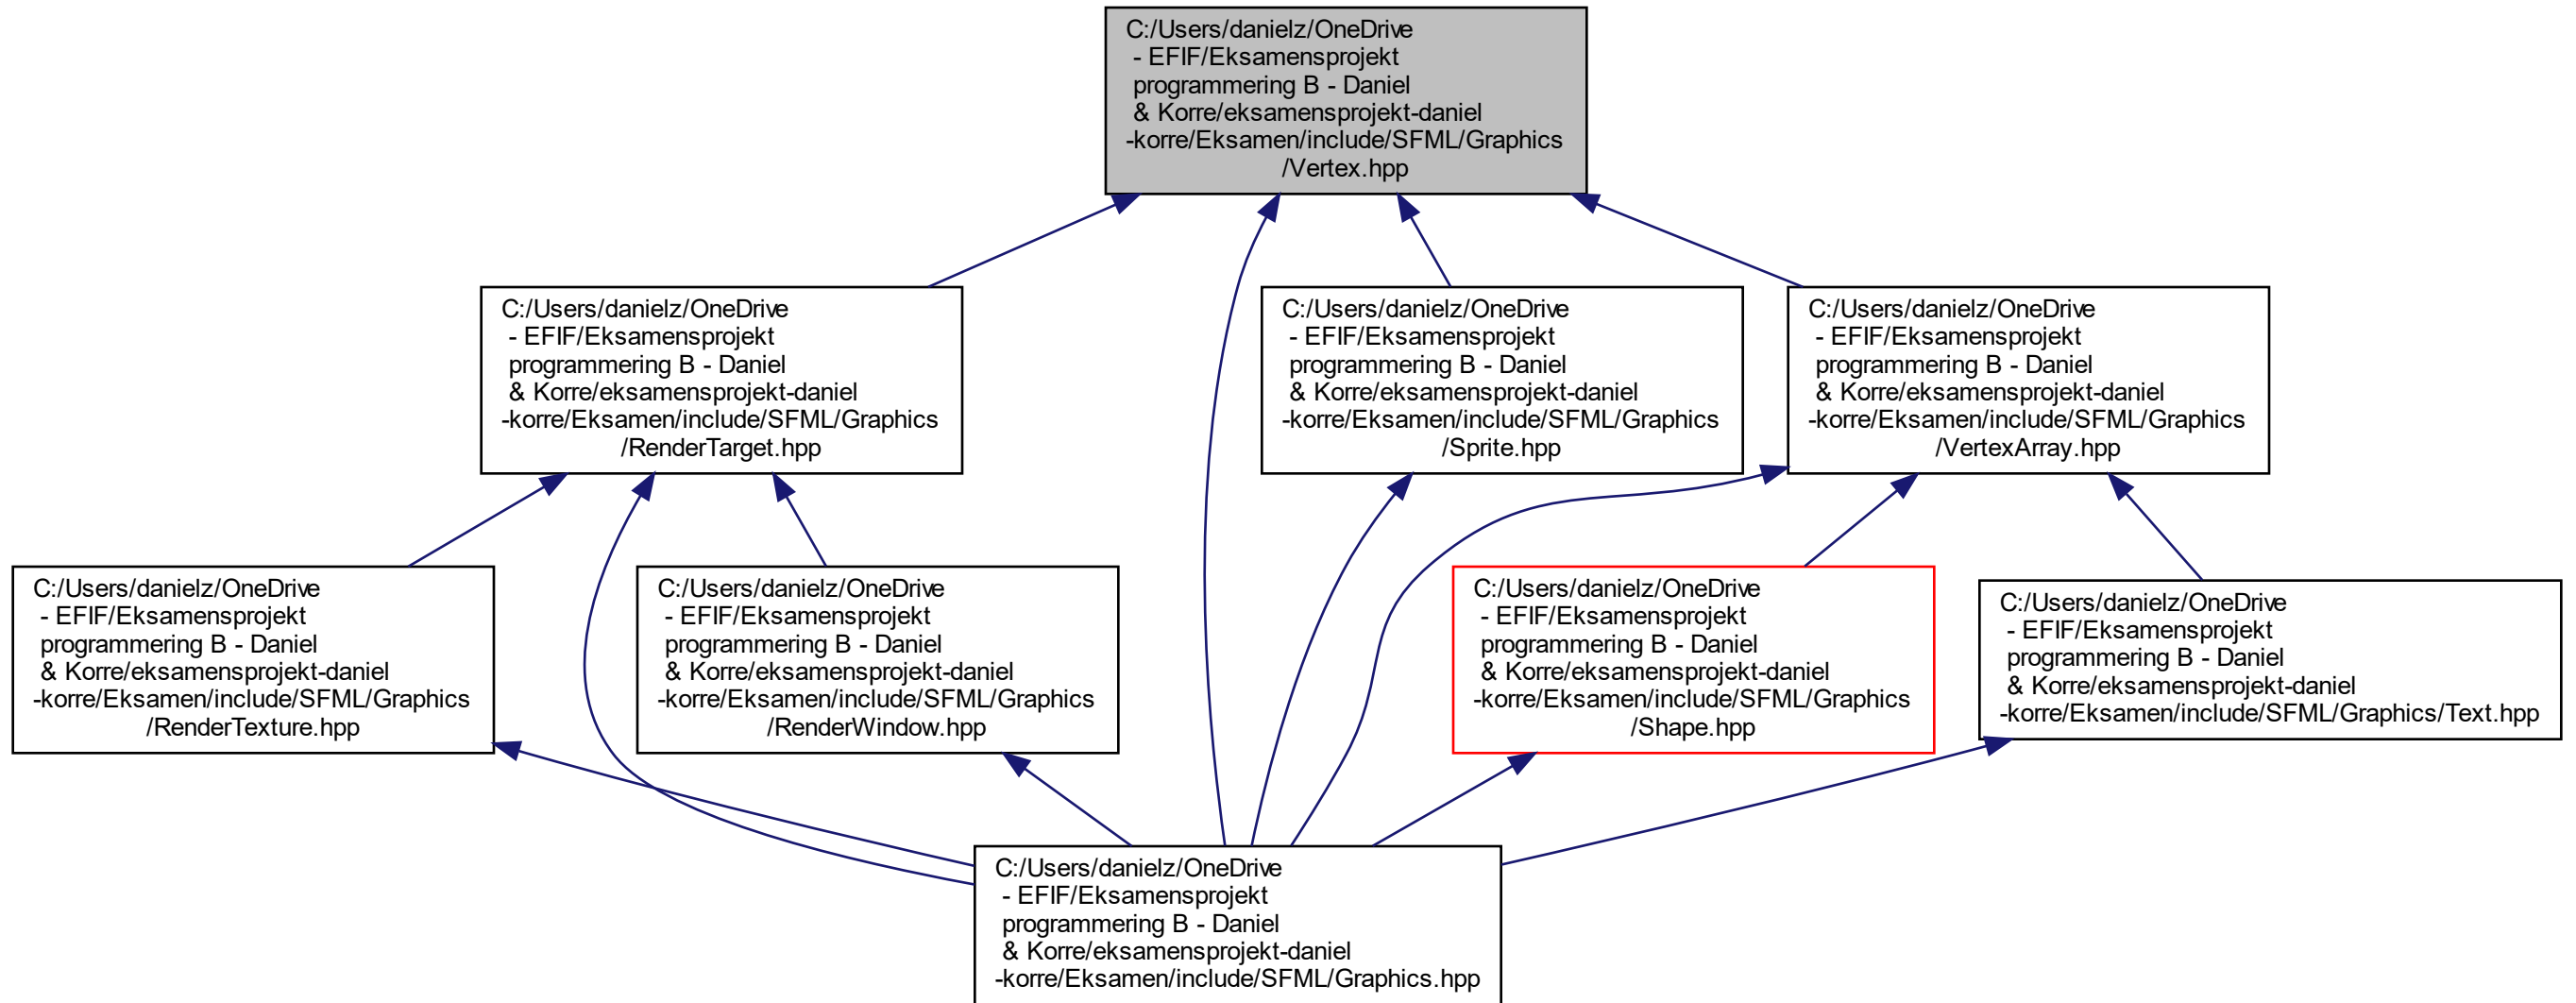 C:/Users/danielz/OneDrive
- EFIF/Eksamensprojekt
programmering B - Daniel
& Korre/eksamensprojekt-daniel
-korre/Eksamen/include/SFML/Graphics
/Vertex.hpp
C:/Users/danielz/OneDrive
- EFIF/Eksamensprojekt
programmering B - Daniel
& Korre/eksamensprojekt-daniel
-korre/Eksamen/include/SFML/Graphics
/RenderTarget.hpp
C:/Users/danielz/OneDrive
- EFIF/Eksamensprojekt
programmering B - Daniel
& Korre/eksamensprojekt-daniel
-korre/Eksamen/include/SFML/Graphics
/Sprite.hpp
C:/Users/danielz/OneDrive
- EFIF/Eksamensprojekt
programmering B - Daniel
& Korre/eksamensprojekt-daniel
-korre/Eksamen/include/SFML/Graphics
/VertexArray.hpp
C:/Users/danielz/OneDrive
- EFIF/Eksamensprojekt
programmering B - Daniel
& Korre/eksamensprojekt-daniel
-korre/Eksamen/include/SFML/Graphics
/RenderTexture.hpp
C:/Users/danielz/OneDrive
- EFIF/Eksamensprojekt
programmering B - Daniel
& Korre/eksamensprojekt-daniel
-korre/Eksamen/include/SFML/Graphics
/RenderWindow.hpp
C:/Users/danielz/OneDrive
- EFIF/Eksamensprojekt
programmering B - Daniel
& Korre/eksamensprojekt-daniel
-korre/Eksamen/include/SFML/Graphics
/Shape.hpp
C:/Users/danielz/OneDrive
- EFIF/Eksamensprojekt
programmering B - Daniel
& Korre/eksamensprojekt-daniel
-korre/Eksamen/include/SFML/Graphics/Text.hpp
C:/Users/danielz/OneDrive
- EFIF/Eksamensprojekt
programmering B - Daniel
& Korre/eksamensprojekt-daniel
-korre/Eksamen/include/SFML/Graphics.hpp